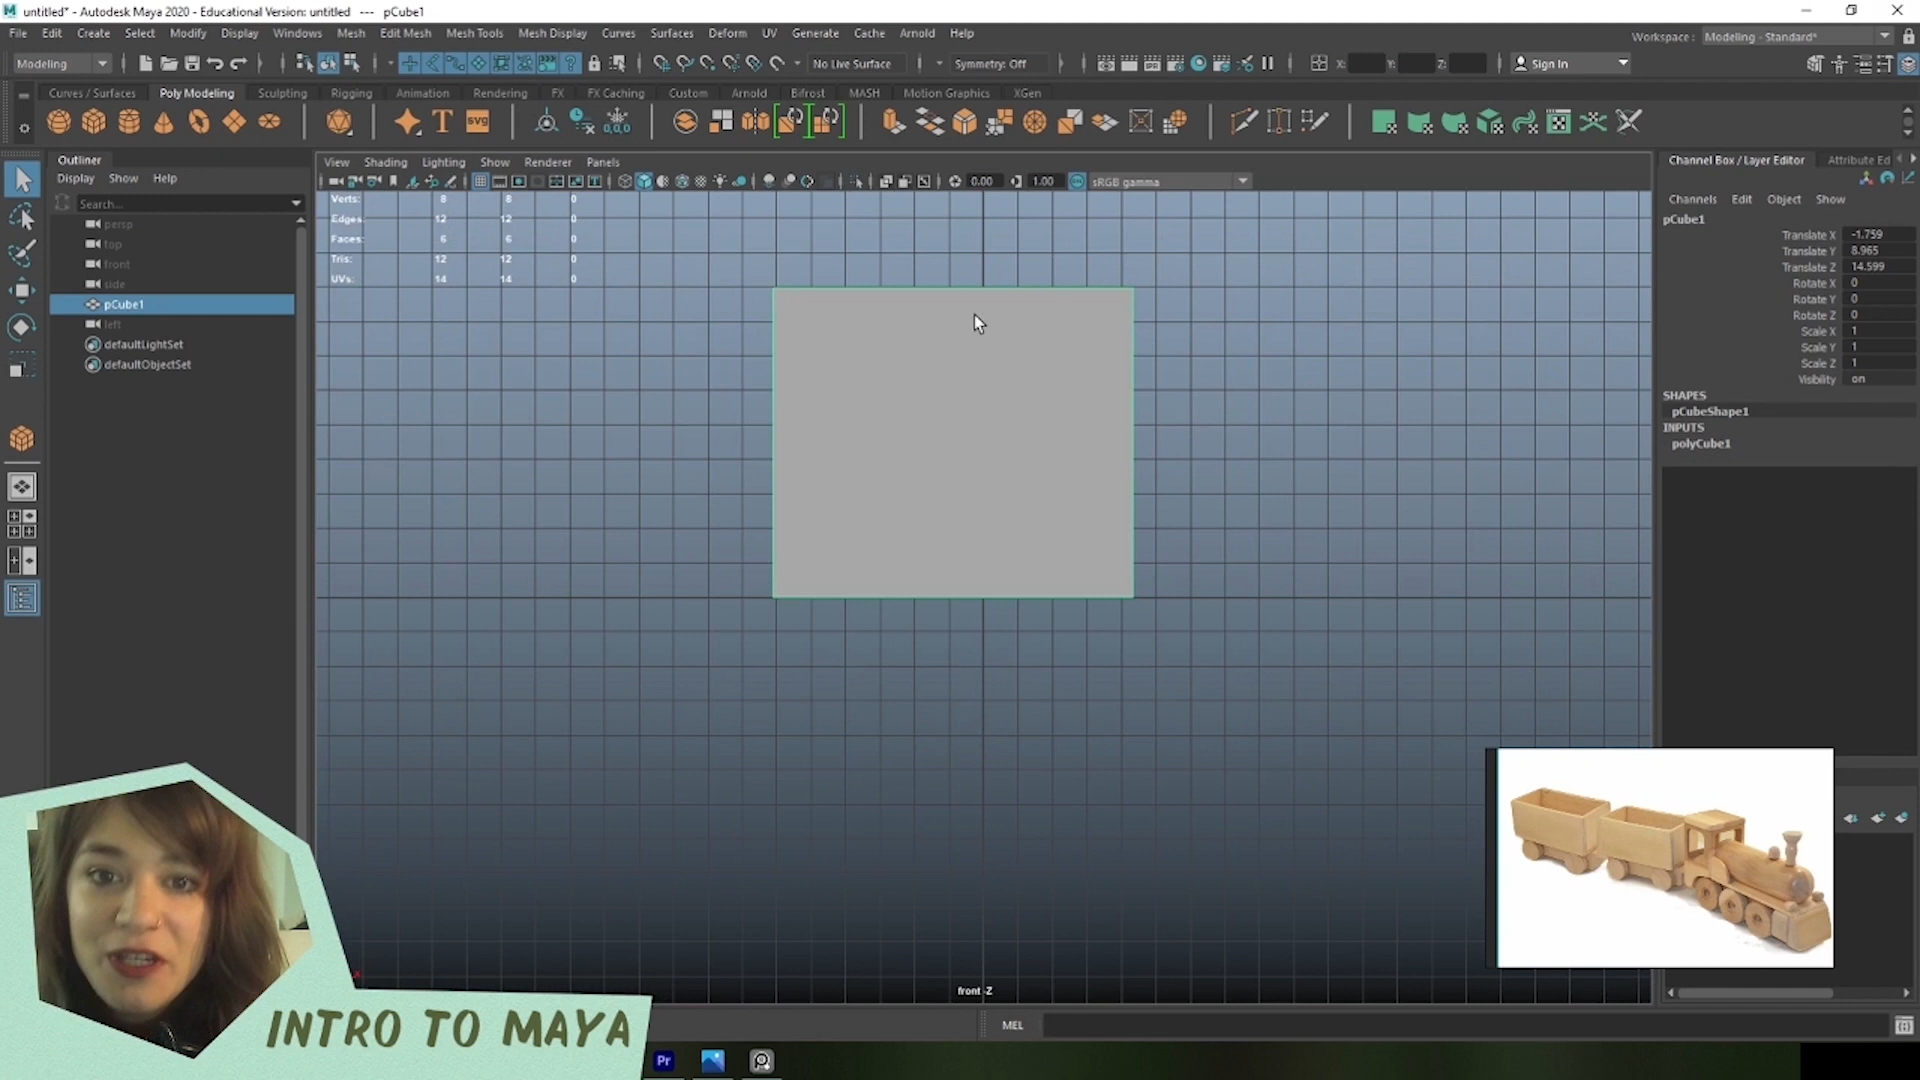 untitled* - Autodesk Maya 2020 - Educational Version: untitled --- pCube1
File Edit Create Select Modify Display Windows Mesh Edit Mesh Mesh Tools Mesh Display Curves Surfaces Deform UV Generate Cache Arnold Help
Workspace : Modeling - Standard*
Modeling No Live Surface Symmetry: Off X: Y: Z: Sign In
Curves / Surfaces Poly Modeling Sculpting Rigging Animation Rendering FX FX Caching Custom Arnold Bifrost MASH Motion Graphics XGen
T SVG 0,0,0
Outliner
Display Show Help
Search...
persp
top
front
side
pCube1
left
defaultLightSet
defaultObjectSet
View Shading Lighting Show Renderer Panels
0.00 1.00 sRGB gamma
Verts: 8 8 0
Edges: 12 12 0
Faces: 6 6 0
Tris: 12 12 0
UVs: 14 14 0
front -Z
x
Channel Box / Layer Editor Attribute Ed
Channels Edit Object Show
pCube1
Translate X -1.759
Translate Y 8.965
Translate Z 14.599
Rotate X 0
Rotate Y 0
Rotate Z 0
Scale X 1
Scale Y 1
Scale Z 1
Visibility on
SHAPES
pCubeShape1
INPUTS
polyCube1
MEL
INTRO TO MAYA
Pr